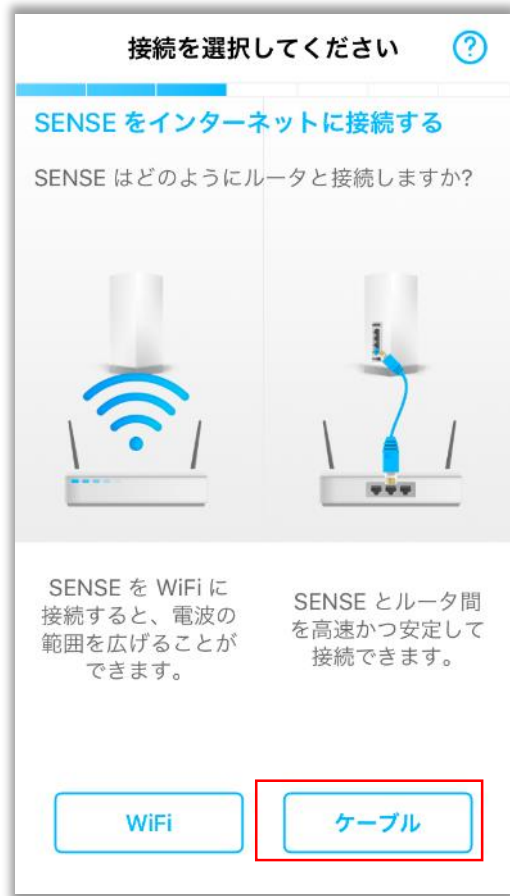 接続を選択してください
?
SENSE をインターネットに接続する
SENSE はどのようにルータと接続しますか?
SENSE を WiFi に
接続すると、電波の
範囲を広げることが
できます。
SENSE とルータ間
を高速かつ安定して
接続できます。
WiFi
ケーブル